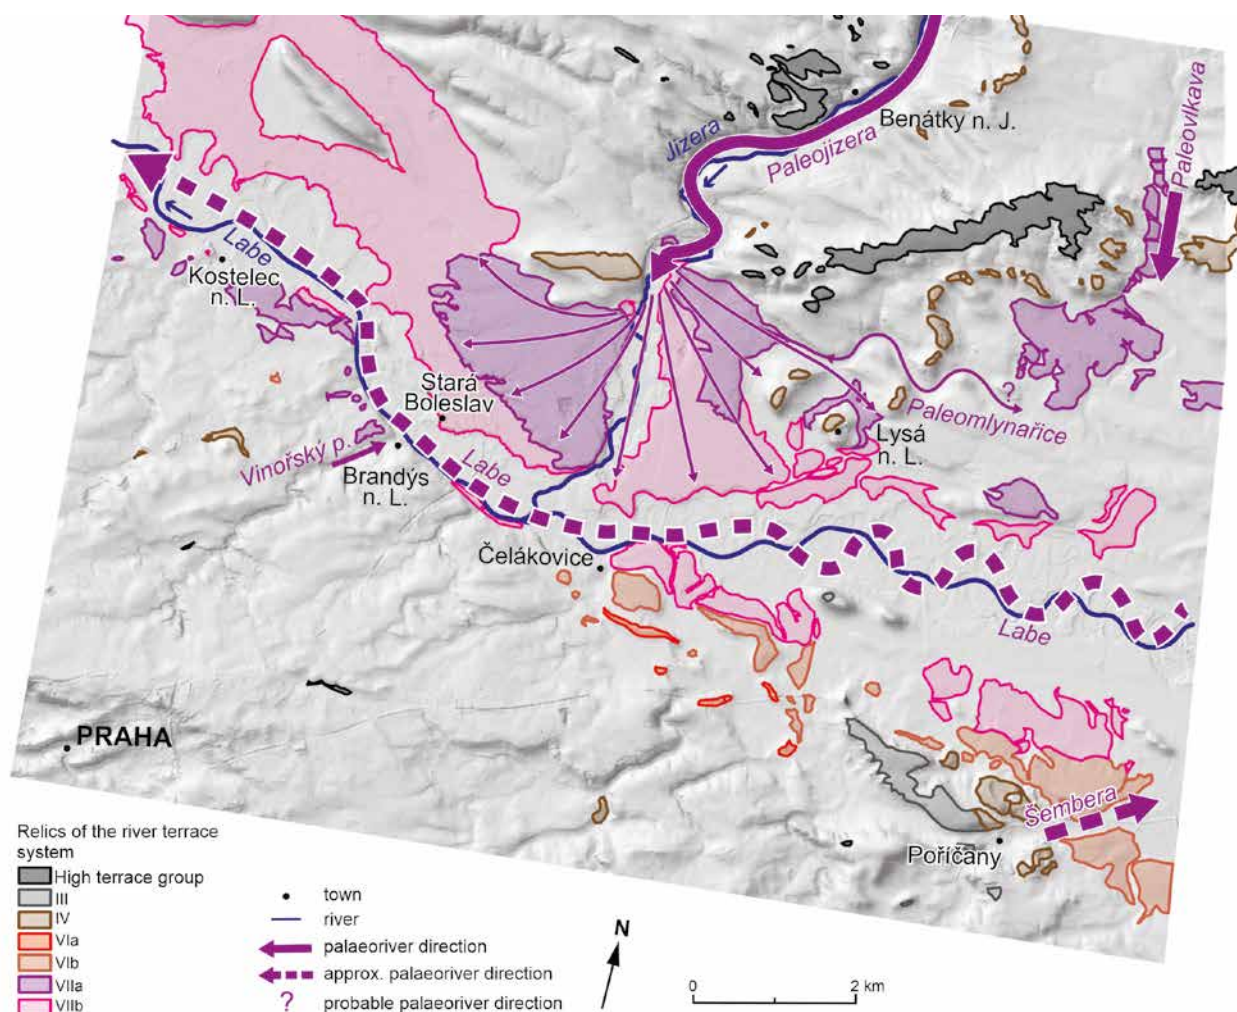 Benátky n. J.
Jizera
Paleojizera
Paleovlkava
Labe
Kostelec
n. L.
Stará
Boleslav
Vinořský p.
Brandýs
n. L.
Labe
Lysá
n. L.
?
Paleomlynařice
Čelákovice
Labe
PRAHA
Šembera
Poříčany
Relics of the river terrace
system
High terrace group
III
IV
VIa
VIb
VIIa
VIIb
town
river
palaeoriver direction
approx. palaeoriver direction
? probable palaeoriver direction
N
0 2 km